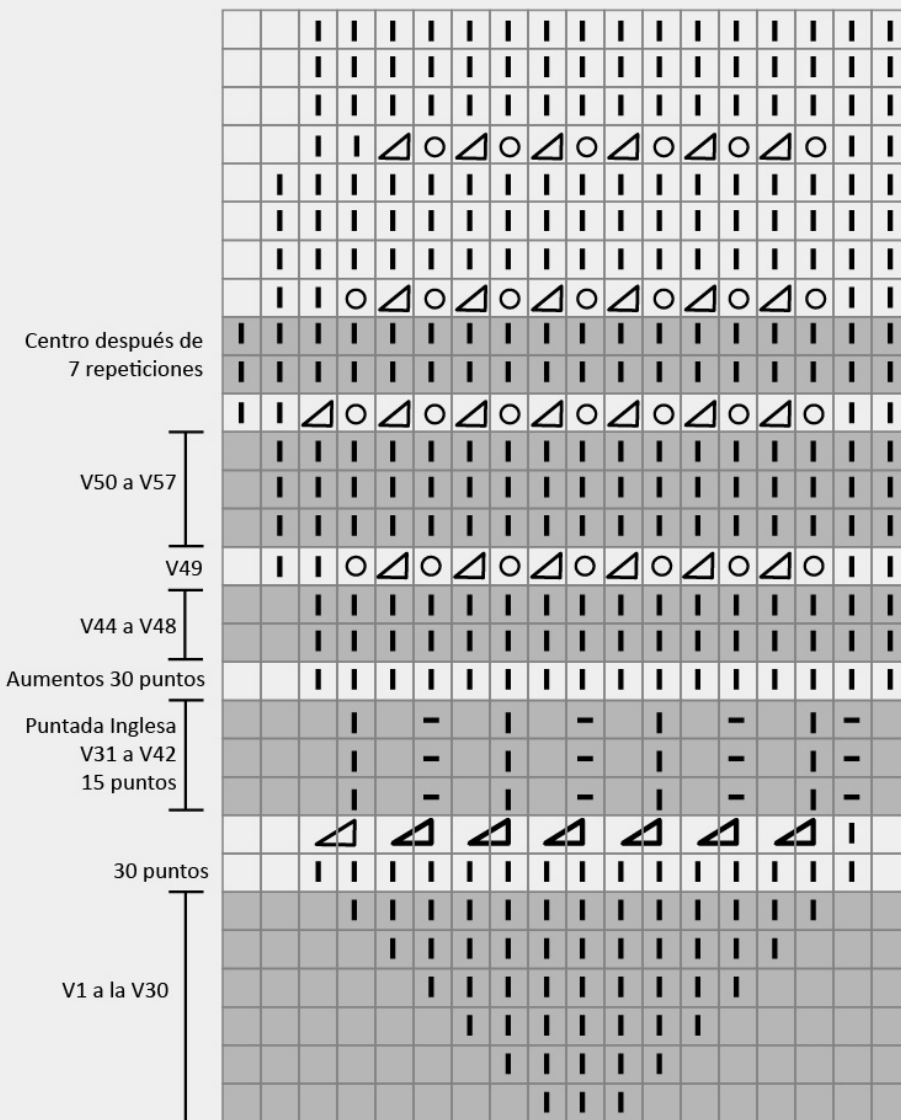 Centro después de
7 repeticiones
V50 a V57
V49
V44 a V48
Aumentos 30 puntos
Puntada Inglesa
V31 a V42
15 puntos
30 puntos
V1 a la V30